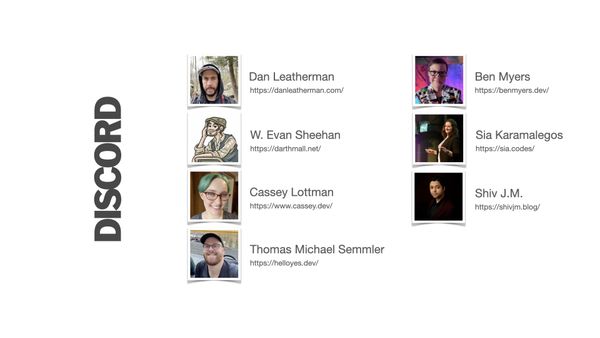 DISCORD
Dan Leatherman
https://danleatherman.com/
W. Evan Sheehan
https://darthmall.net/
Cassey Lottman
https://www.cassey.dev/
Thomas Michael Semmler
https://helloyes.dev/
Ben Myers
https://benmyers.dev/
Sia Karamalegos
https://sia.codes/
Shiv J.M.
https://shivjm.blog/